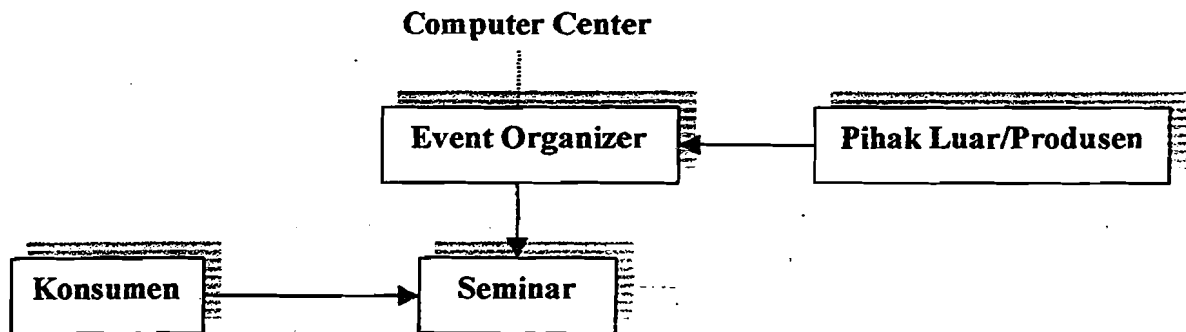 Computer Center
Event Organizer
Pihak Luar/Produsen
Konsumen
Seminar